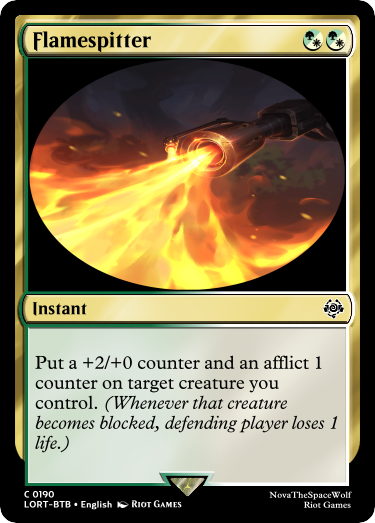 Flamespitter
Instant
Put a +2/+0 counter and an afflict 1
counter on target creature you
control. (Whenever that creature
becomes blocked, defending player loses 1
life.)
C 0190
LORT-BTB • English Riot Games
NovaTheSpaceWolf
Riot Games